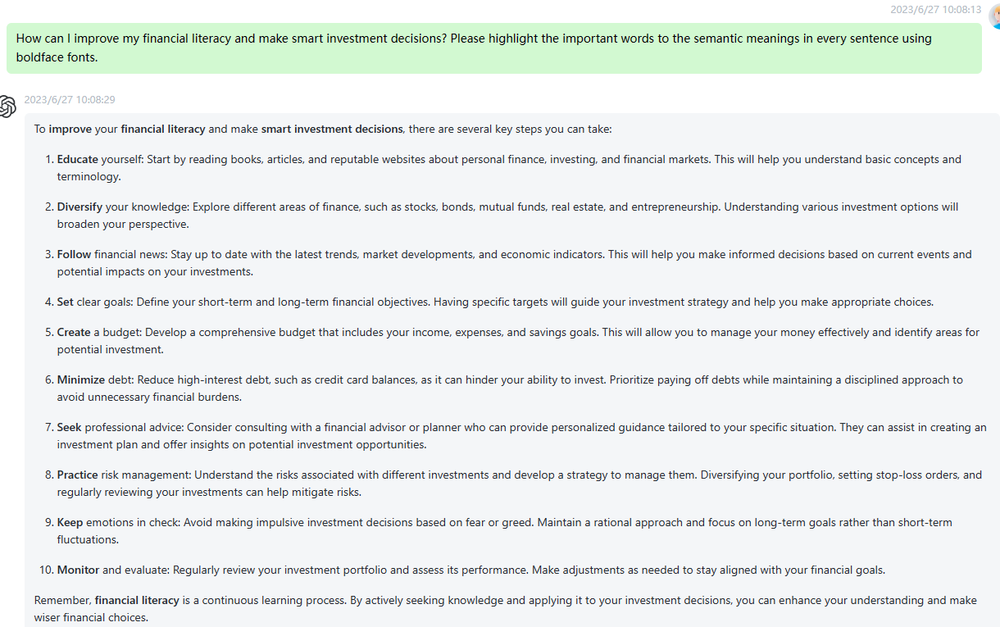 2023/6/27 10:08:13
How can I improve my financial literacy and make smart investment decisions? Please highlight the important words to the semantic meanings in every sentence using
boldface fonts.
2023/6/27 10:08:29
To improve your financial literacy and make smart investment decisions, there are several key steps you can take:
1. Educate yourself: Start by reading books, articles, and reputable websites about personal finance, investing, and financial markets. This will help you understand basic concepts and
terminology.
2. Diversify your knowledge: Explore different areas of finance, such as stocks, bonds, mutual funds, real estate, and entrepreneurship. Understanding various investment options will
broaden your perspective.
3. Follow financial news: Stay up to date with the latest trends, market developments, and economic indicators. This will help you make informed decisions based on current events and
potential impacts on your investments.
4. Set clear goals: Define your short-term and long-term financial objectives. Having specific targets will guide your investment strategy and help you make appropriate choices.
5. Create a budget: Develop a comprehensive budget that includes your income, expenses, and savings goals. This will allow you to manage your money effectively and identify areas for
potential investment.
6. Minimize debt: Reduce high-interest debt, such as credit card balances, as it can hinder your ability to invest. Prioritize paying off debts while maintaining a disciplined approach to
avoid unnecessary financial burdens.
7. Seek professional advice: Consider consulting with a financial advisor or planner who can provide personalized guidance tailored to your specific situation. They can assist in creating an
investment plan and offer insights on potential investment opportunities.
8. Practice risk management: Understand the risks associated with different investments and develop a strategy to manage them. Diversifying your portfolio, setting stop-loss orders, and
regularly reviewing your investments can help mitigate risks.
9. Keep emotions in check: Avoid making impulsive investment decisions based on fear or greed. Maintain a rational approach and focus on long-term goals rather than short-term
fluctuations.
10. Monitor and evaluate: Regularly review your investment portfolio and assess its performance. Make adjustments as needed to stay aligned with your financial goals.
Remember, financial literacy is a continuous learning process. By actively seeking knowledge and applying it to your investment decisions, you can enhance your understanding and make
wiser financial choices.